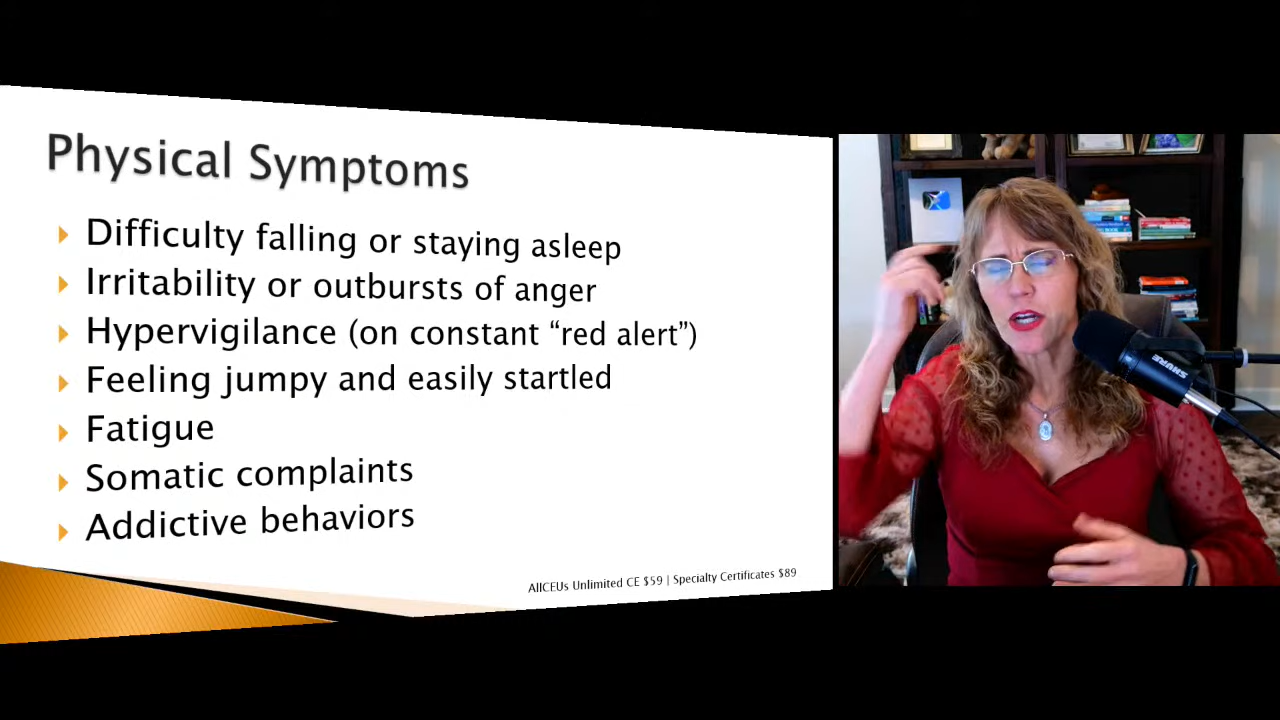 Physical Symptoms
Difficulty falling or staying asleep
Irritability or outbursts of anger
Hypervigilance (on constant “red alert”)
Feeling jumpy and easily startled
Fatigue
Somatic complaints
Addictive behaviors
AllCEUs Unlimited CE $59 | Specialty Certificates $89
SHURE